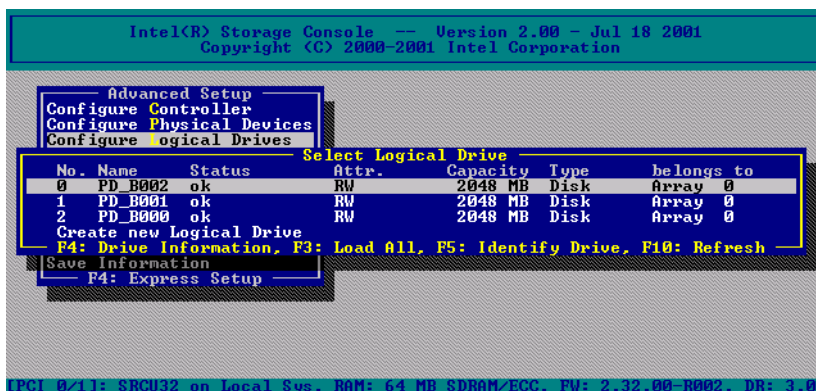 Intel(R) Storage Console -- Version 2.00 - Jul 18 2001
Copyright (C) 2000-2001 Intel Corporation
Advanced Setup
Configure Controller
Configure Physical Devices
Configure Logical Drives
Select Logical Drive
No. Name Status Attr. Capacity Type belongs to
0 PD_B002 ok RW 2048 MB Disk Array 0
1 PD_B001 ok RW 2048 MB Disk Array 0
2 PD_B000 ok RW 2048 MB Disk Array 0
Create new Logical Drive
F4: Drive Information, F3: Load All, F5: Identify Drive, F10: Refresh
Save Information
F4: Express Setup
[PCI 0/1]: SRCU32 on Local Sys. RAM: 64 MB SDRAM/ECC, FW: 2.32.00-R002, DR: 3.0